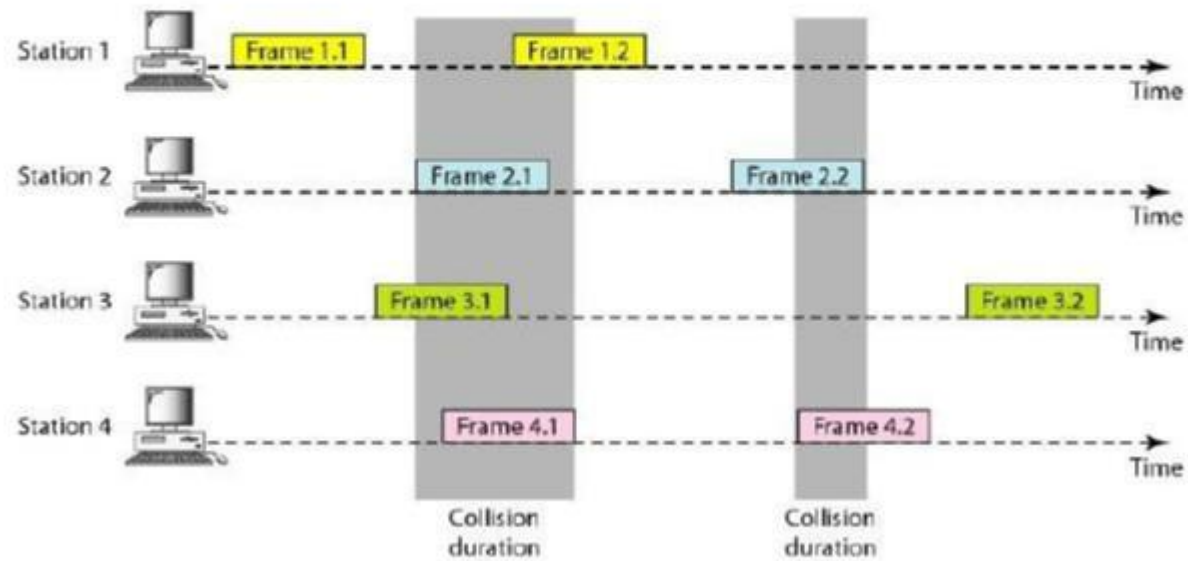 Station 1
Frame 1.1
Frame 1.2
Time
Station 2
Frame 2.1
Frame 2.2
Time
Station 3
Frame 3.1
Frame 3.2
Time
Station 4
Frame 4.1
Frame 4.2
Time
Collision
duration
Collision
duration